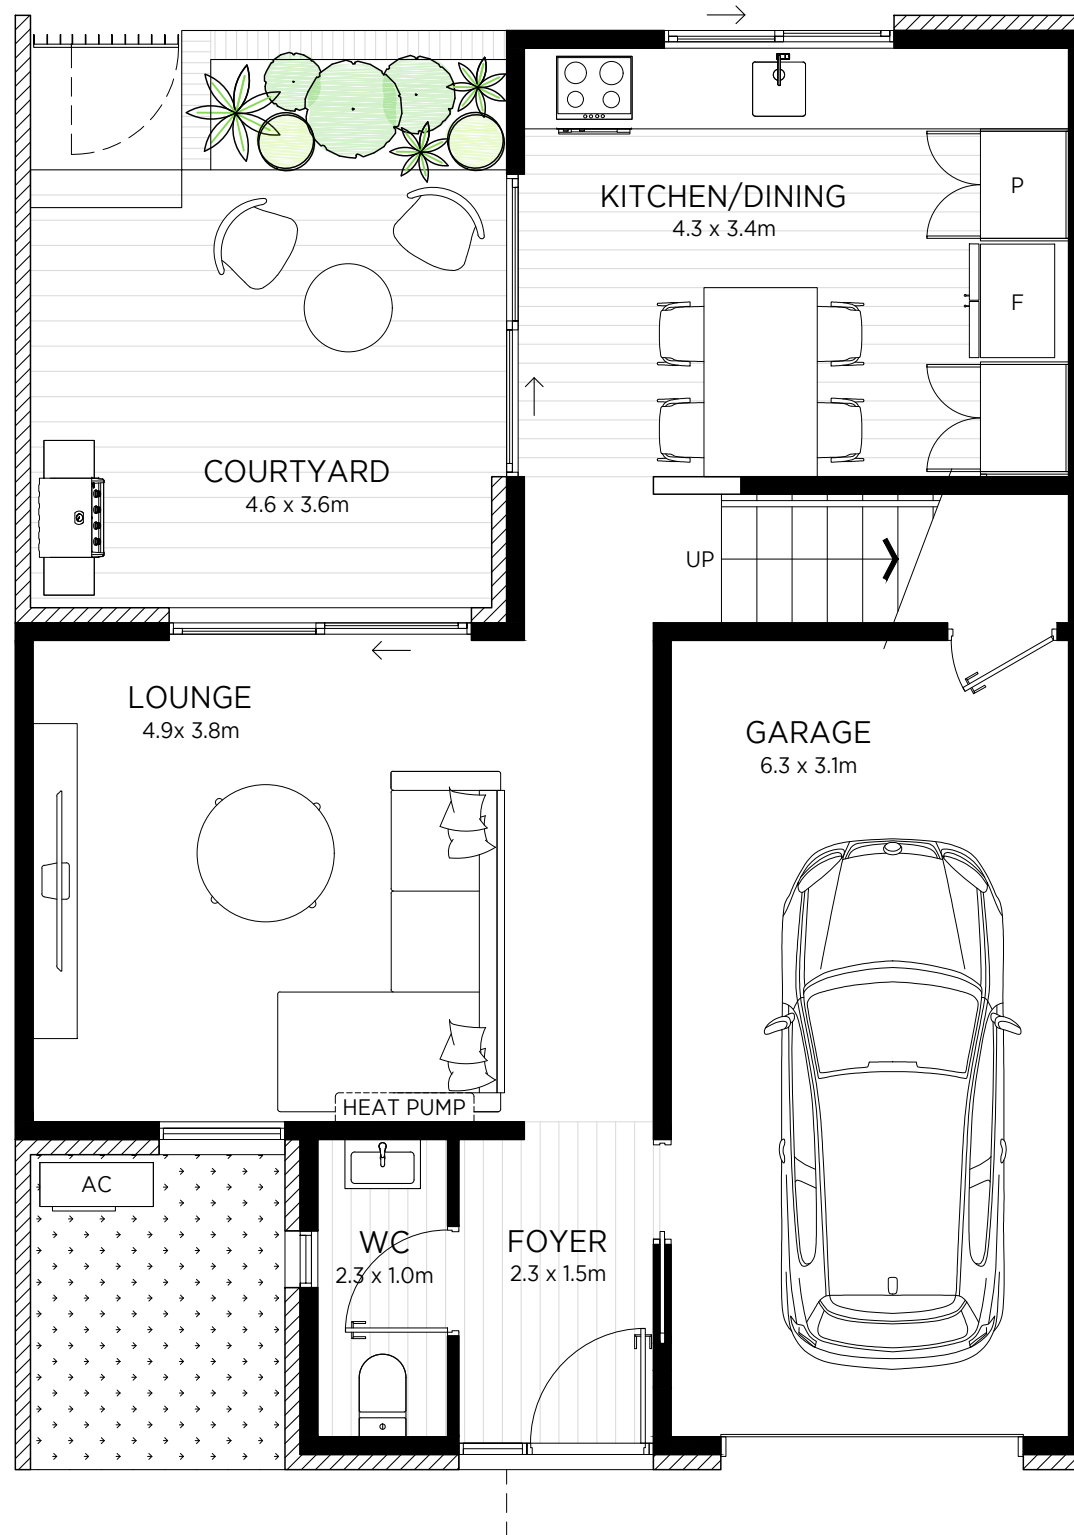 P
KITCHEN/DINING
4.3 x 3.4m
F
COURTYARD
4.6 x 3.6m
UP
LOUNGE
4.9x 3.8m
GARAGE
6.3 x 3.1m
HEAT PUMP
AC
WC
2.3 x 1.0m
FOYER
2.3 x 1.5m